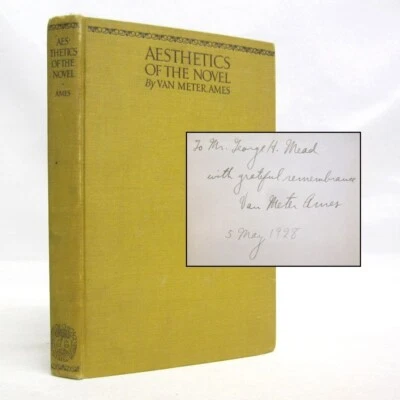 AES
THETICS
OF THE NOVEL
AMES
AESTHETICS
OF THE NOVEL
By VAN METER AMES
To Mr. George H. Mead
with grateful remembrance
Van Meter Ames
5 May 1928